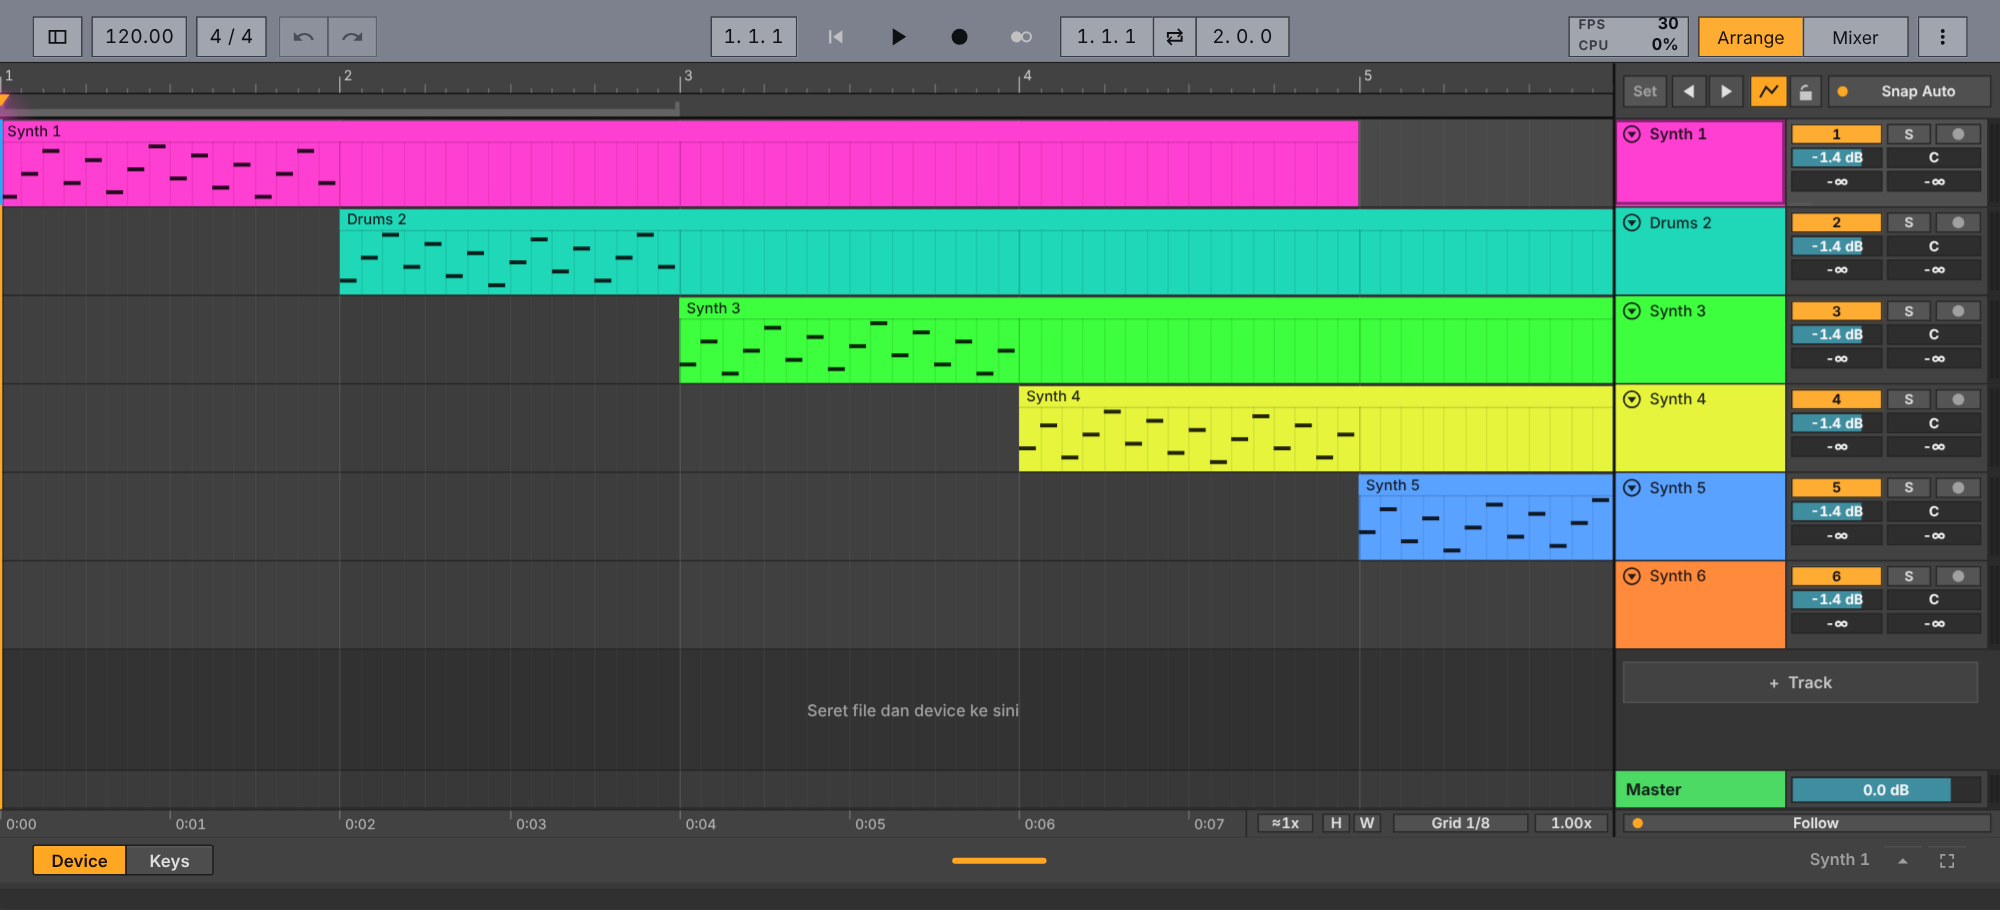 120.00 4 / 4 1. 1. 1 1. 1. 1 2. 0. 0 FPS 30 CPU 0% Arrange Mixer
1 2 3 4 5 Set Snap Auto
Synth 1 Synth 1 1 S
-1.4 dB C
-∞ -∞
Drums 2 Drums 2 2 S
-1.4 dB C
-∞ -∞
Synth 3 Synth 3 3 S
-1.4 dB C
-∞ -∞
Synth 4 Synth 4 4 S
-1.4 dB C
-∞ -∞
Synth 5 Synth 5 5 S
-1.4 dB C
-∞ -∞
Synth 6 6 S
-1.4 dB C
-∞ -∞
+ Track
Seret file dan device ke sini
Master 0.0 dB
0:00 0:01 0:02 0:03 0:04 0:05 0:06 0:07 ≈1x H W Grid 1/8 1.00x Follow
Device Keys Synth 1